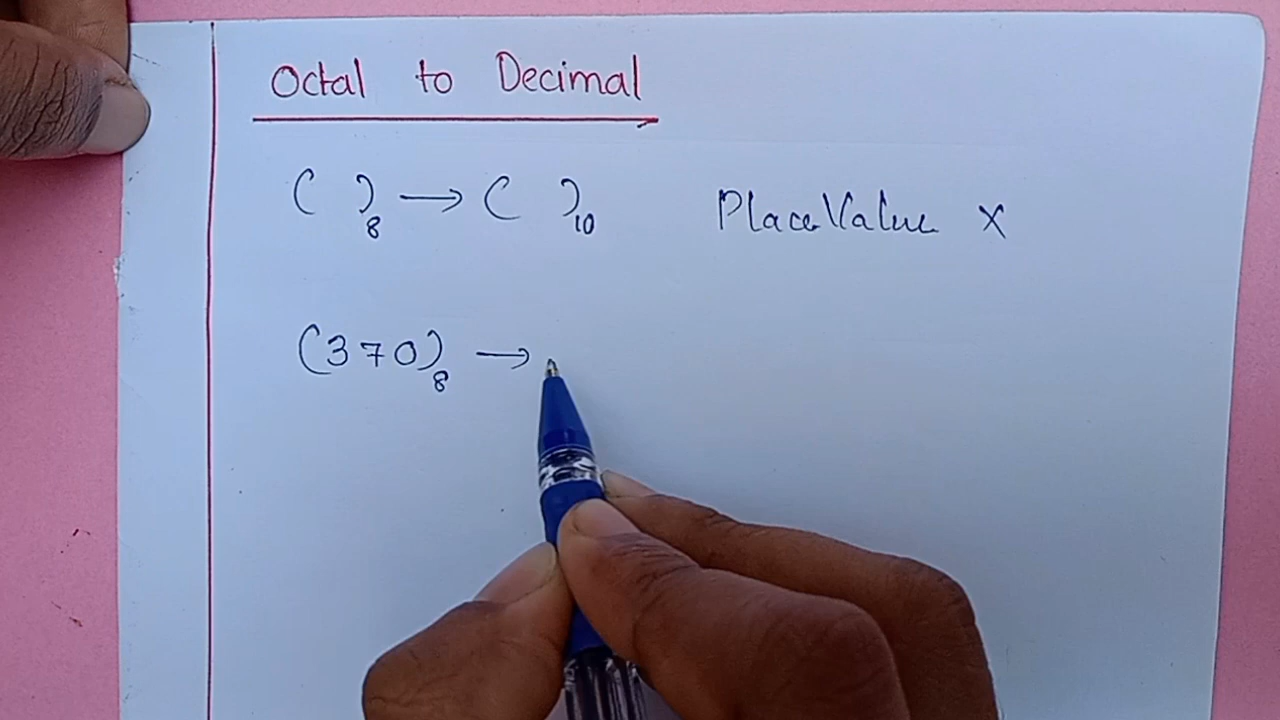 Octal to Decimal
( )₈ → ( )₁₀ Place Value ×
(370)₈ →